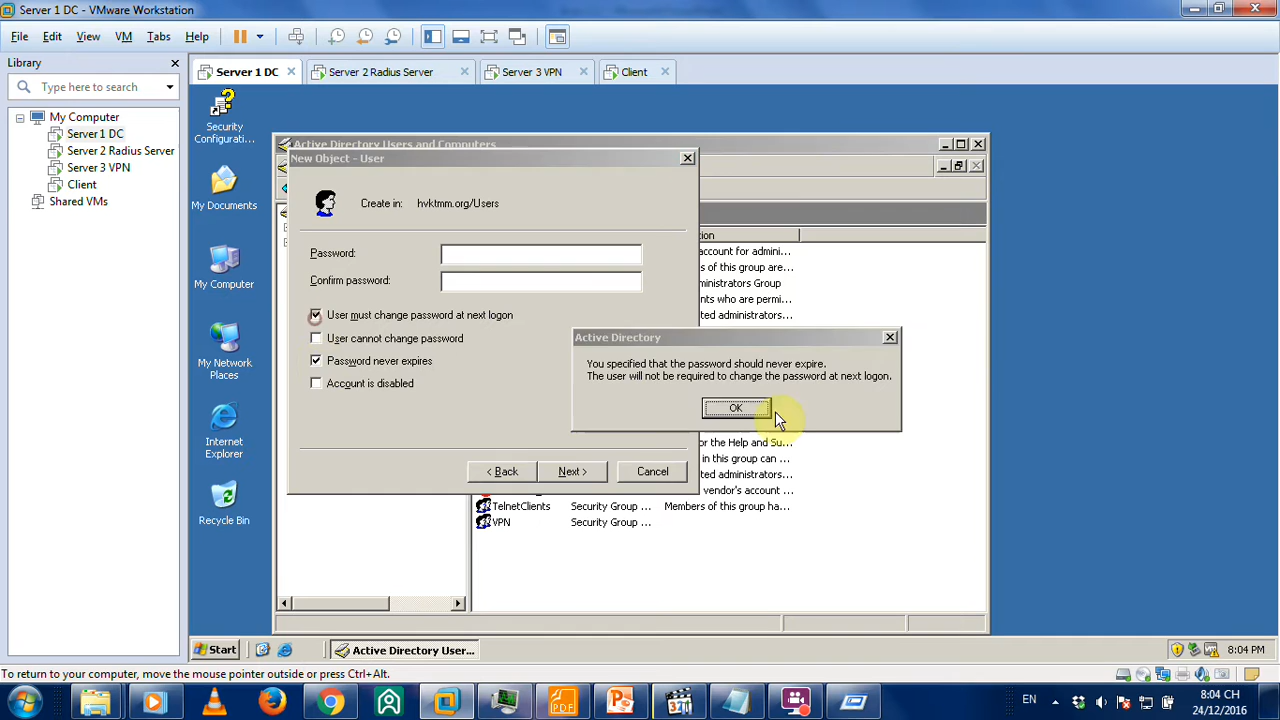 Server 1 DC - VMware Workstation
File Edit View VM Tabs Help
Library
Type here to search
My Computer
Server 1 DC
Server 2 Radius Server
Server 3 VPN
Client
Shared VMs
Server 1 DC
Server 2 Radius Server
Server 3 VPN
Client
Security
Configurati...
My Documents
My Computer
My Network
Places
Internet
Explorer
Recycle Bin
Active Directory Users and Computers
New Object - User
Create in: hvktmm.org/Users
Password:
Confirm password:
User must change password at next logon
User cannot change password
Password never expires
Account is disabled
< Back Next > Cancel
Active Directory
You specified that the password should never expire.
The user will not be required to change the password at next logon.
OK
account for admini...
s of this group are...
ministrators Group
nts who are permi...
ated administrators...
or the Help and Su...
in this group can ...
ted administrators...
vendor's account ...
TelnetClients Security Group ... Members of this group ha...
VPN Security Group ...
Start
Active Directory User...
8:04 PM
To return to your computer, move the mouse pointer outside or press Ctrl+Alt.
EN
8:04 CH
24/12/2016